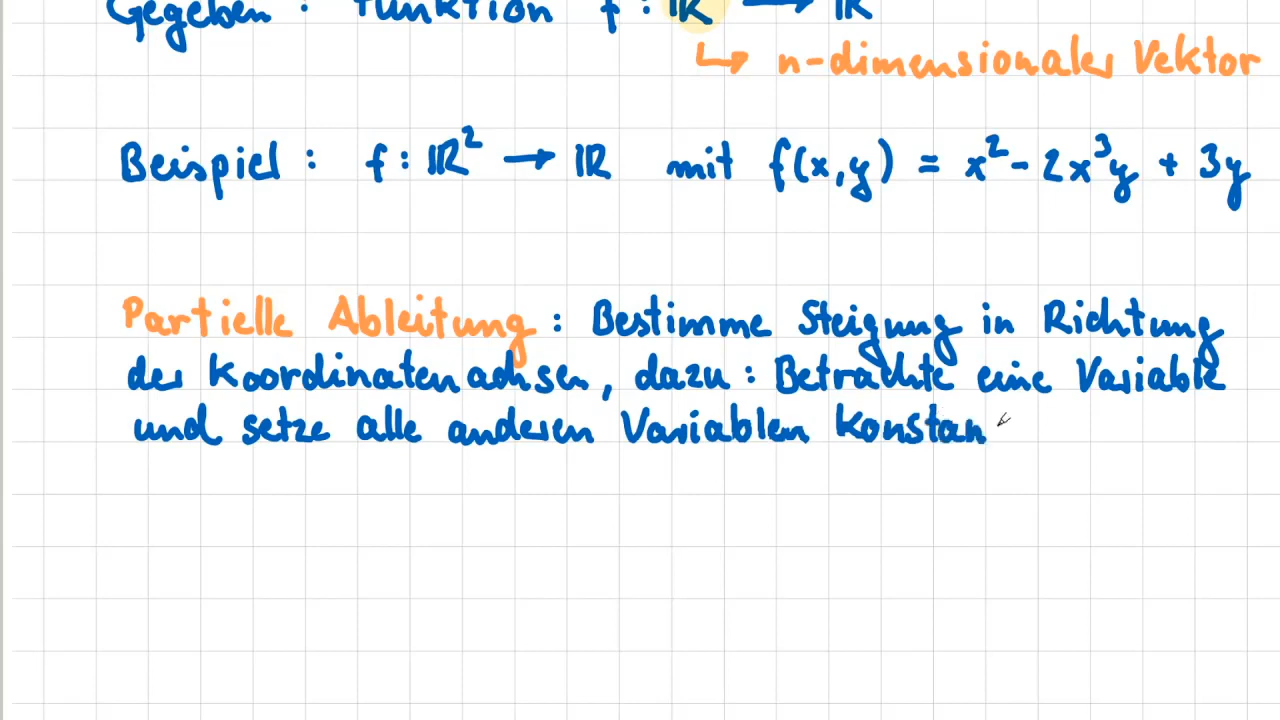 Gegeben : Funktion f : ℝ → ℝ
↳ n-dimensionaler Vektor
Beispiel : f : ℝ² → ℝ mit f(x,y) = x² - 2x³y + 3y
Partielle Ableitung : Bestimme Steigung in Richtung
der Koordinatenachsen, dazu : Betrachte eine Variable
und setze alle anderen Variablen konstan